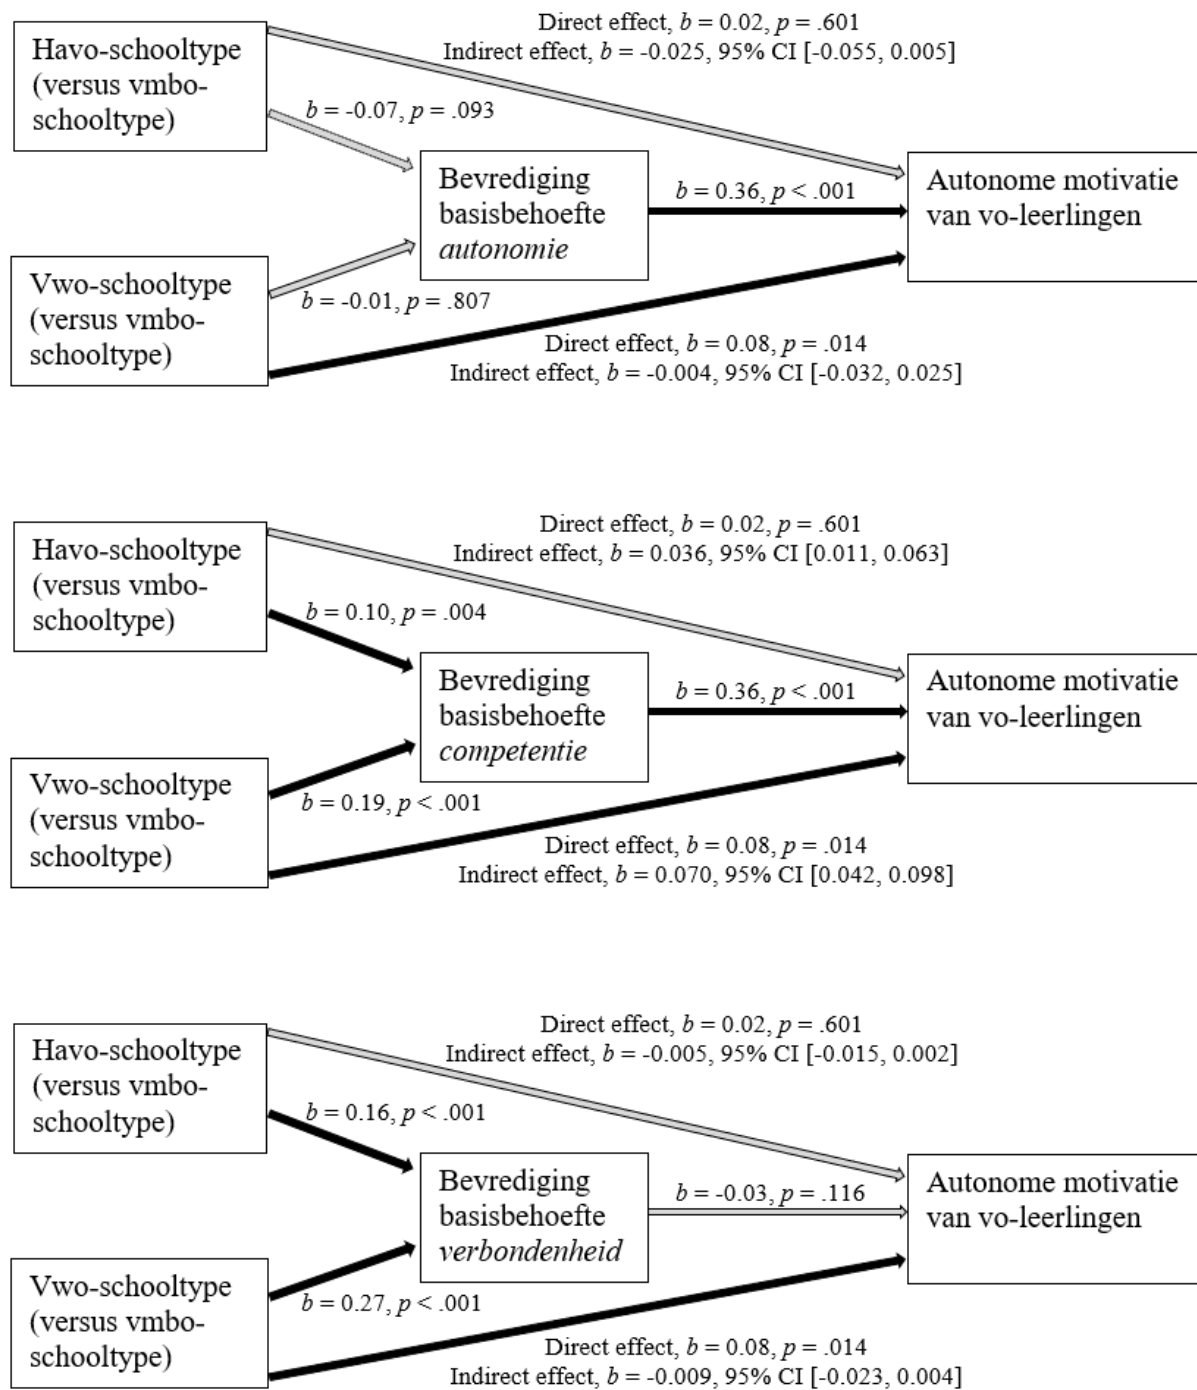 Direct effect, b = 0.02, p = .601
Indirect effect, b = -0.025, 95% CI [-0.055, 0.005]
Havo-schooltype
(versus vmbo-
schooltype)
b = -0.07, p = .093
Bevrediging
basisbehoefte
autonomie
b = 0.36, p < .001
Autonome motivatie
van vo-leerlingen
Vwo-schooltype
(versus vmbo-
schooltype)
b = -0.01, p = .807
Direct effect, b = 0.08, p = .014
Indirect effect, b = -0.004, 95% CI [-0.032, 0.025]
Direct effect, b = 0.02, p = .601
Indirect effect, b = 0.036, 95% CI [0.011, 0.063]
Havo-schooltype
(versus vmbo-
schooltype)
b = 0.10, p = .004
Bevrediging
basisbehoefte
competentie
b = 0.36, p < .001
Autonome motivatie
van vo-leerlingen
Vwo-schooltype
(versus vmbo-
schooltype)
b = 0.19, p < .001
Direct effect, b = 0.08, p = .014
Indirect effect, b = 0.070, 95% CI [0.042, 0.098]
Direct effect, b = 0.02, p = .601
Indirect effect, b = -0.005, 95% CI [-0.015, 0.002]
Havo-schooltype
(versus vmbo-
schooltype)
b = 0.16, p < .001
Bevrediging
basisbehoefte
verbondenheid
b = -0.03, p = .116
Autonome motivatie
van vo-leerlingen
Vwo-schooltype
(versus vmbo-
schooltype)
b = 0.27, p < .001
Direct effect, b = 0.08, p = .014
Indirect effect, b = -0.009, 95% CI [-0.023, 0.004]